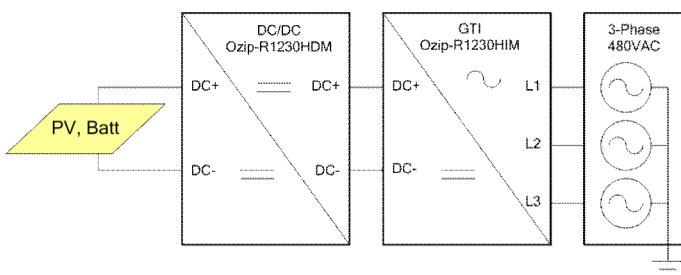 DC/DC
Ozip-R1230HDM
GTI
Ozip-R1230HIM
3-Phase
480VAC
PV, Batt
DC+
DC+
DC+
L1
L2
DC-
DC-
DC-
L3